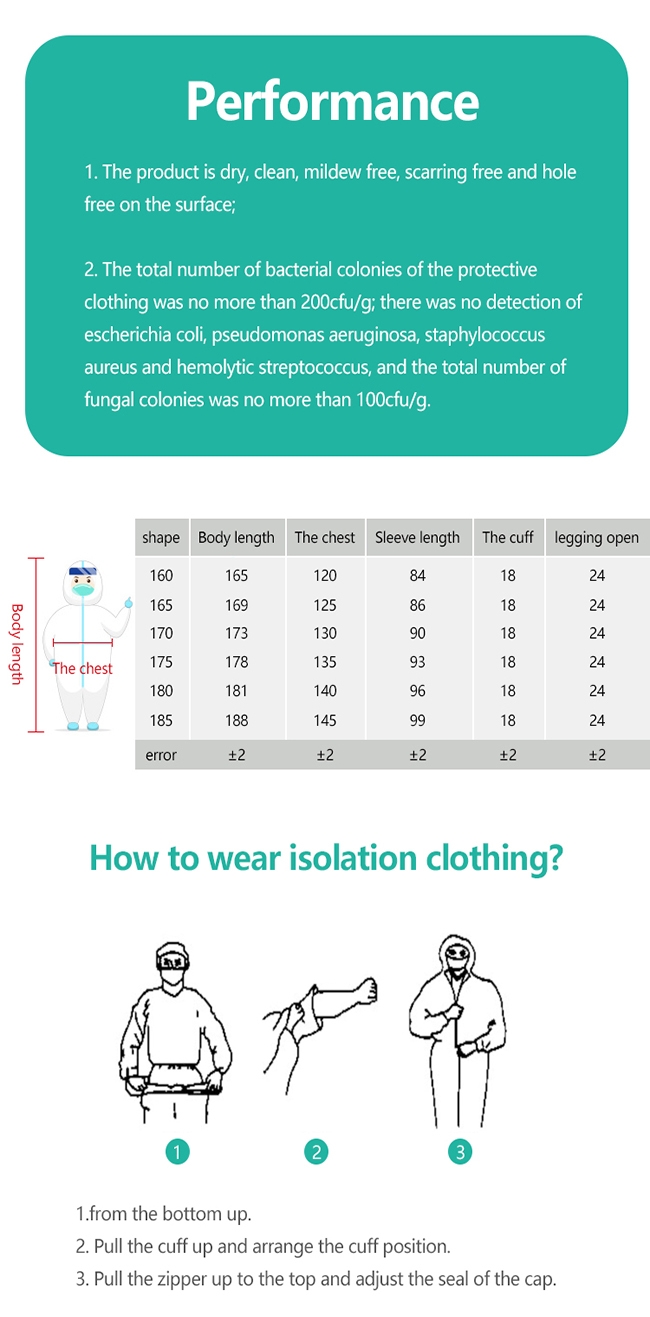 Performance
1. The product is dry, clean, mildew free, scarring free and hole
free on the surface;
2. The total number of bacterial colonies of the protective
clothing was no more than 200cfu/g; there was no detection of
escherichia coli, pseudomonas aeruginosa, staphylococcus
aureus and hemolytic streptococcus, and the total number of
fungal colonies was no more than 100cfu/g.
Body length
The chest
shape Body length The chest Sleeve length The cuff legging open
160 165 120 84 18 24
165 169 125 86 18 24
170 173 130 90 18 24
175 178 135 93 18 24
180 181 140 96 18 24
185 188 145 99 18 24
error ±2 ±2 ±2 ±2 ±2
How to wear isolation clothing?
1 2 3
1.from the bottom up.
2. Pull the cuff up and arrange the cuff position.
3. Pull the zipper up to the top and adjust the seal of the cap.